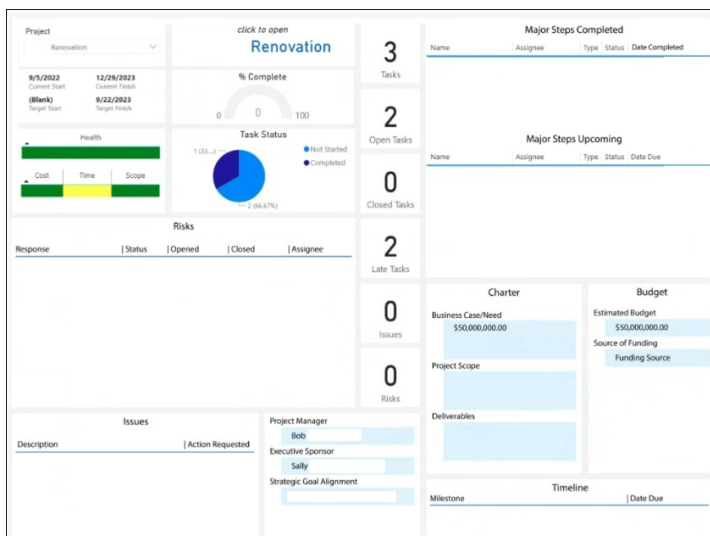 Project
Renovation
click to open
Renovation
9/5/2022
Current Start
12/29/2023
Current Finish
(Blank)
Target Start
9/22/2023
Target Finish
% Complete
0
0
100
Health
Cost
Time
Scope
Task Status
1 (33...)
2 (66.67%)
Not Started
Completed
3
Tasks
2
Open Tasks
0
Closed Tasks
2
Late Tasks
0
Issues
0
Risks
Major Steps Completed
Name Assignee Type Status Date Completed
Major Steps Upcoming
Name Assignee Type Status Date Due
Risks
Response | Status | Opened | Closed | Assignee
Charter
Business Case/Need
$50,000,000.00
Project Scope
Deliverables
Budget
Estimated Budget
$50,000,000.00
Source of Funding
Funding Source
Issues
Description | Action Requested
Project Manager
Bob
Executive Sponsor
Sally
Strategic Goal Alignment
Timeline
Milestone | Date Due